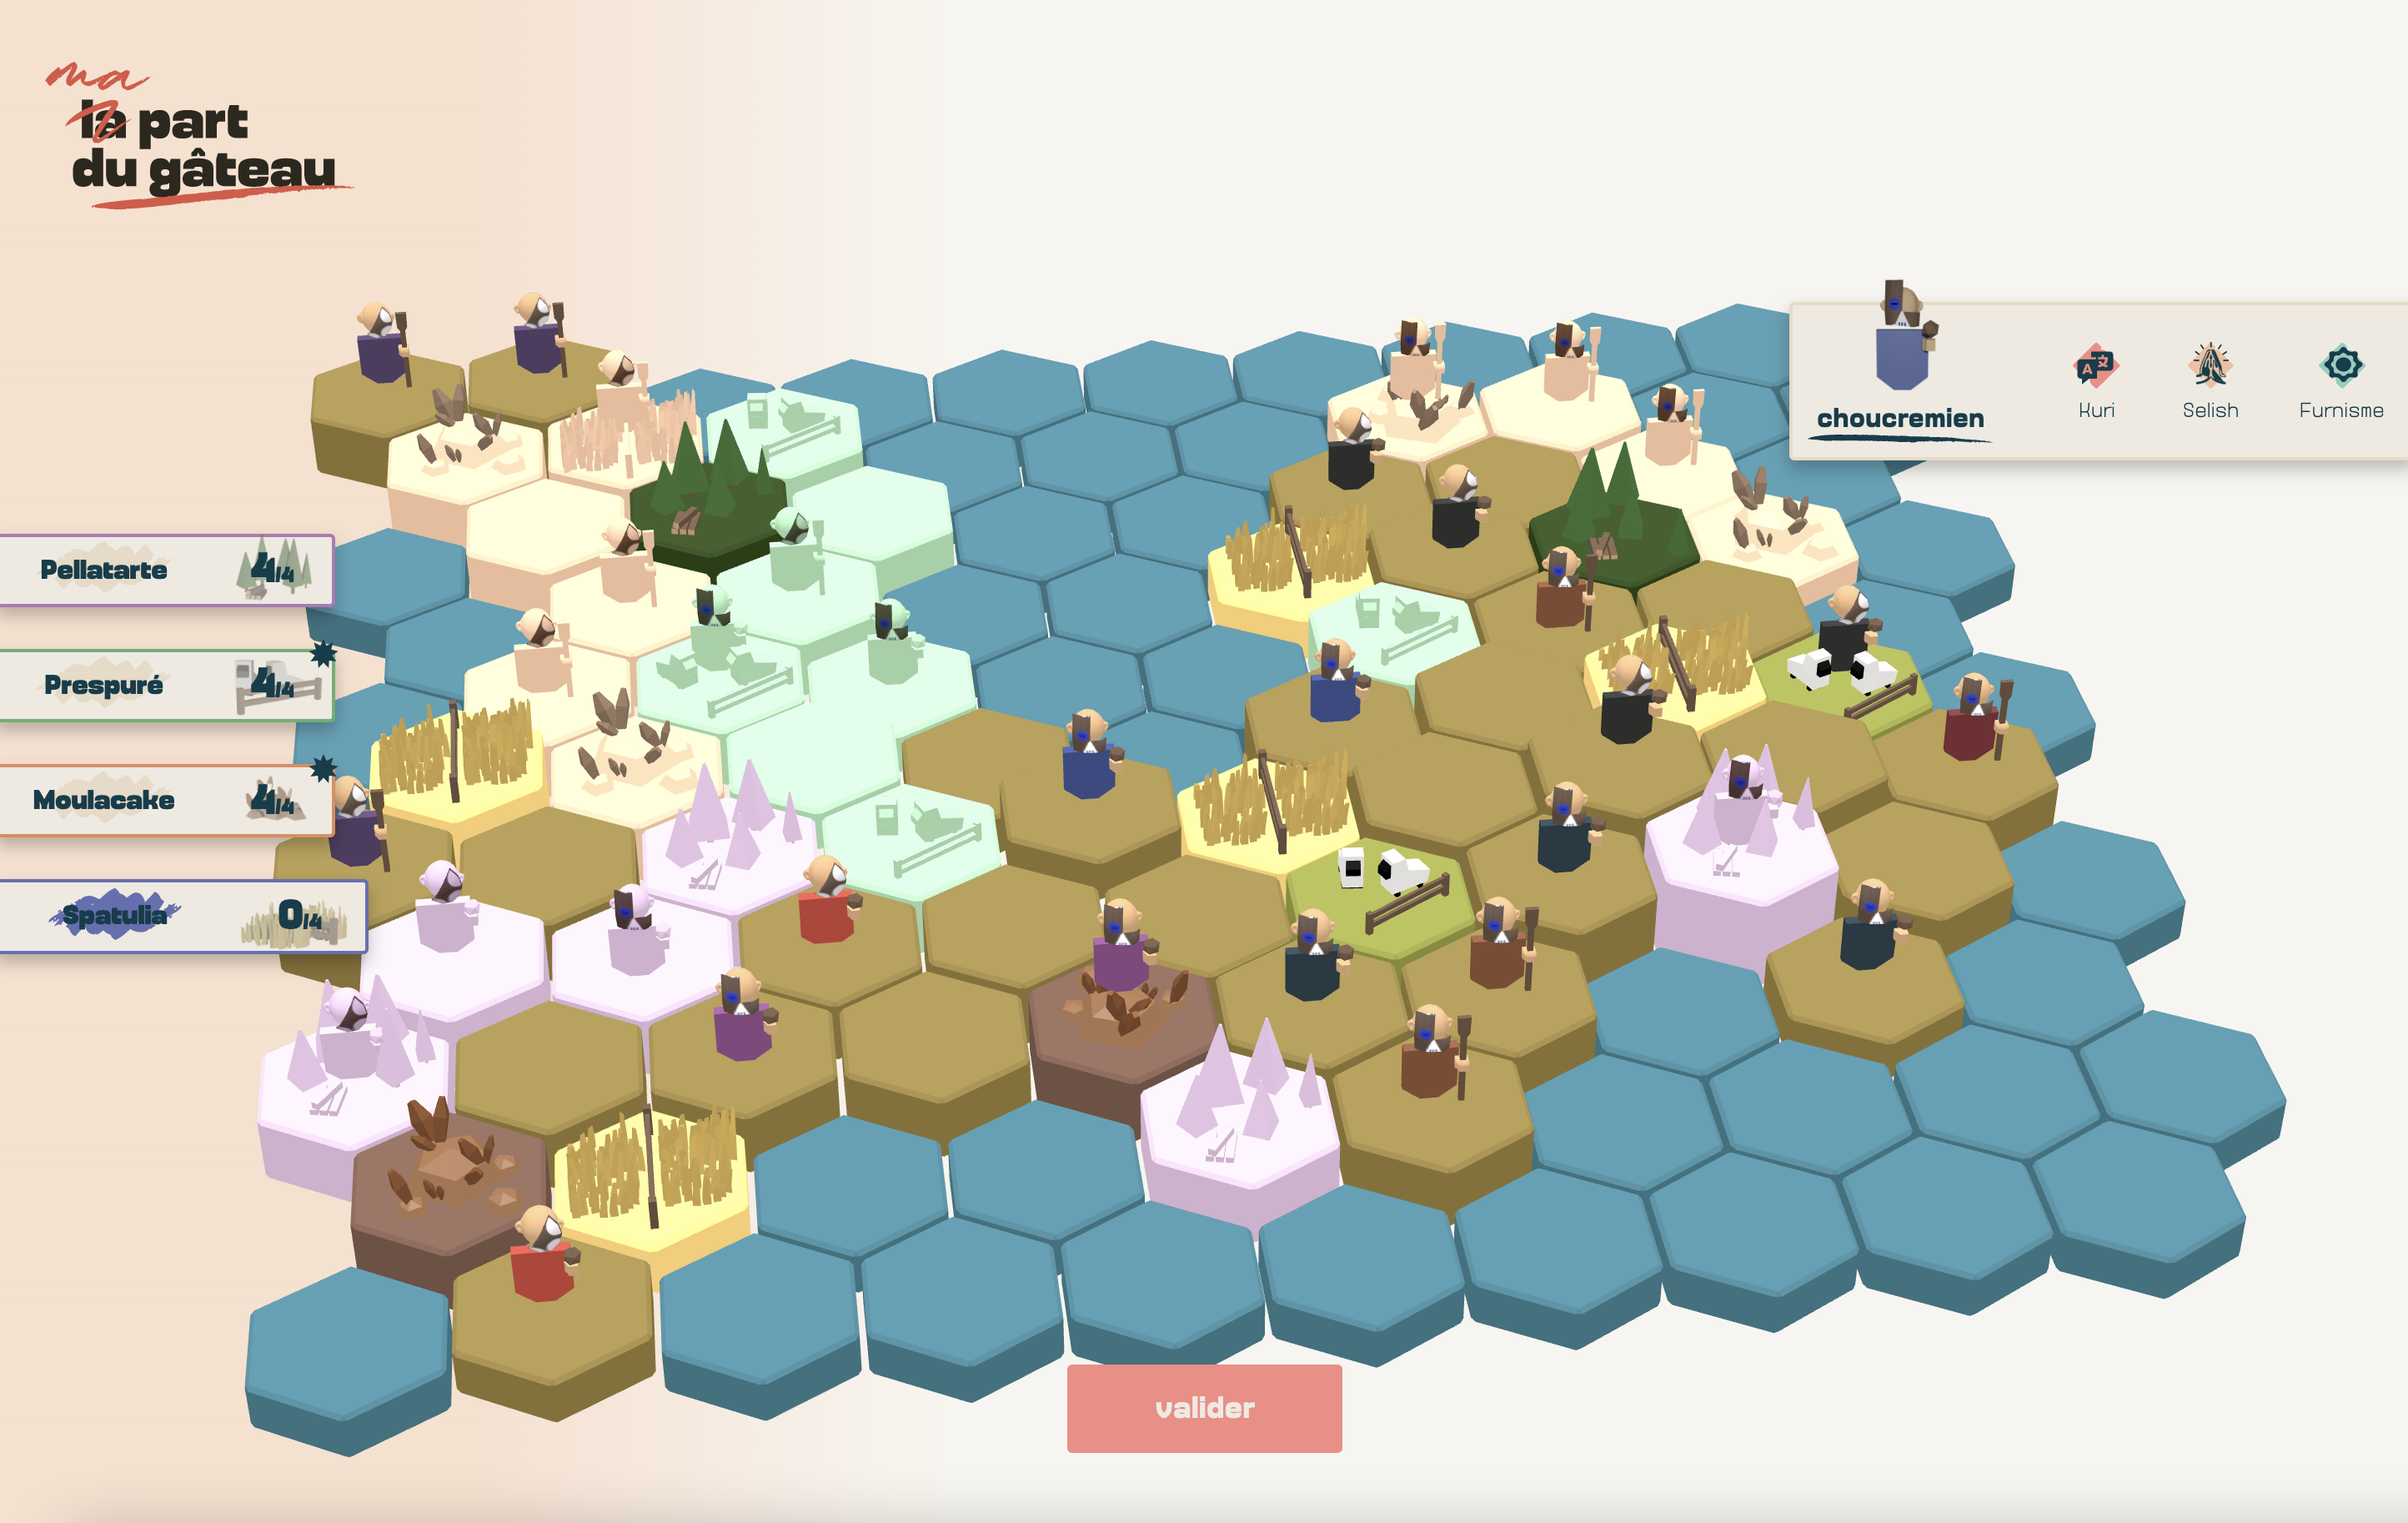 ma
la part
du gâteau
choucremien
Kuri
Selish
Furnisme
Pellatarte 4/4
Prespuré 4/4
Moulacake 4/4
Spatulia 0/4
valider